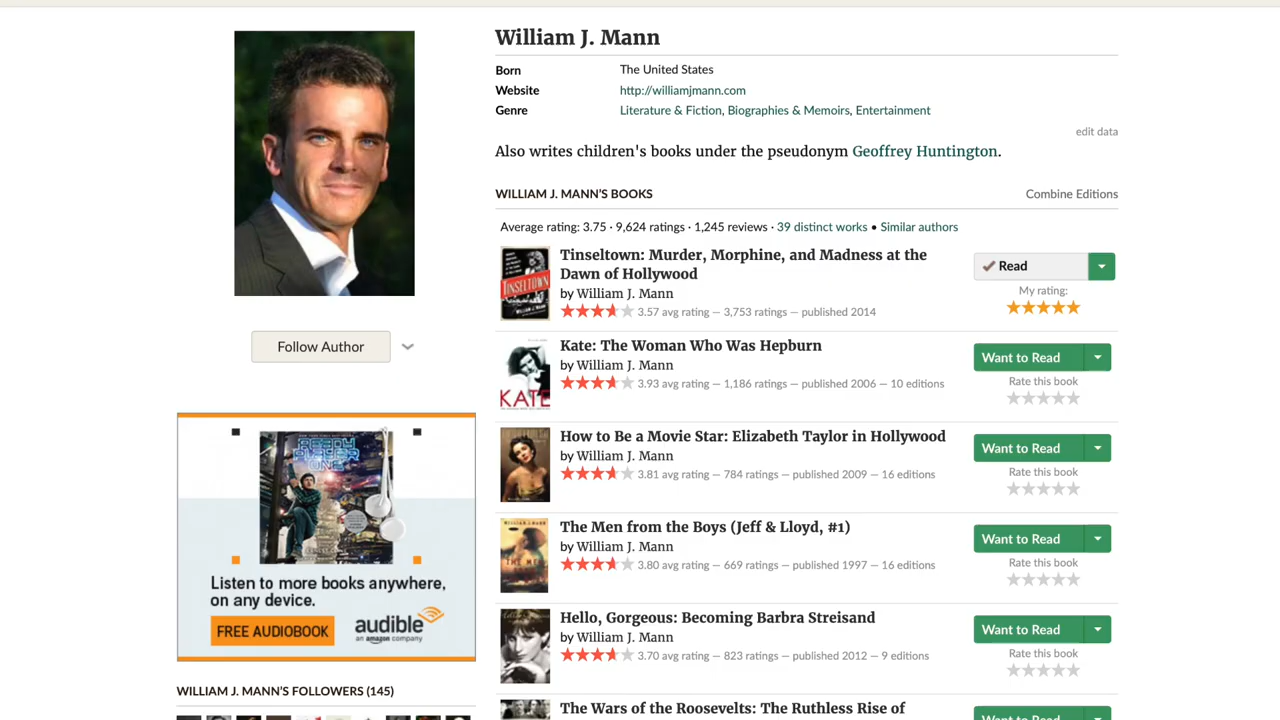 William J. Mann
Born The United States
Website http://williamjmann.com
Genre Literature & Fiction, Biographies & Memoirs, Entertainment
edit data
Also writes children's books under the pseudonym Geoffrey Huntington.
WILLIAM J. MANN'S BOOKS Combine Editions
Average rating: 3.75 · 9,624 ratings · 1,245 reviews · 39 distinct works • Similar authors
TINSELTOWN
Tinseltown: Murder, Morphine, and Madness at the
Dawn of Hollywood
by William J. Mann
3.57 avg rating — 3,753 ratings — published 2014
Read
My rating:
KATE
Kate: The Woman Who Was Hepburn
by William J. Mann
3.93 avg rating — 1,186 ratings — published 2006 — 10 editions
Want to Read
Rate this book
How to Be a Movie Star: Elizabeth Taylor in Hollywood
by William J. Mann
3.81 avg rating — 784 ratings — published 2009 — 16 editions
Want to Read
Rate this book
The Men from the Boys (Jeff & Lloyd, #1)
by William J. Mann
3.80 avg rating — 669 ratings — published 1997 — 16 editions
Want to Read
Rate this book
Hello, Gorgeous: Becoming Barbra Streisand
by William J. Mann
3.70 avg rating — 823 ratings — published 2012 — 9 editions
Want to Read
Rate this book
The Wars of the Roosevelts: The Ruthless Rise of
Want to Read
Follow Author
READY
PLAYER
ONE
Listen to more books anywhere,
on any device.
FREE AUDIOBOOK
audible
an amazon company
WILLIAM J. MANN'S FOLLOWERS (145)